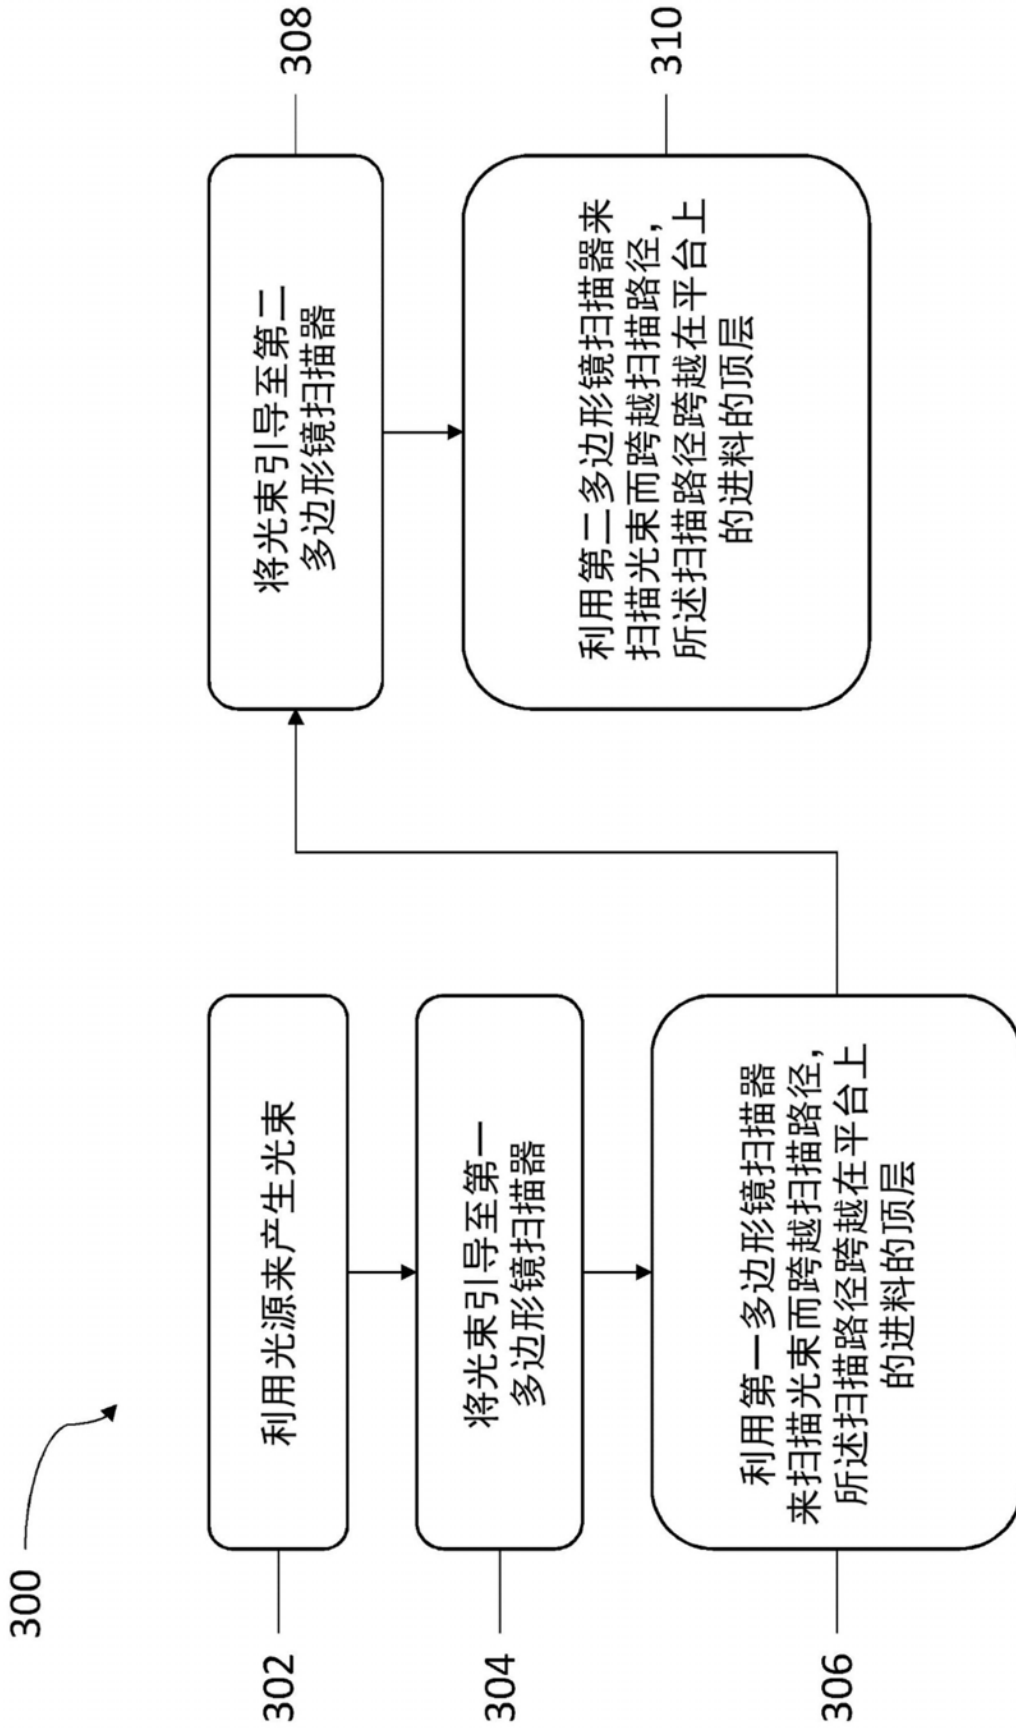 300
302
利用光源来产生光束
304
将光束引导至第一
多边形镜扫描器
306
利用第一多边形镜扫描器
来扫描光束而跨越扫描路径，
所述扫描路径跨越在平台上
的进料的顶层
308
将光束引导至第二
多边形镜扫描器
310
利用第二多边形镜扫描器来
扫描光束而跨越扫描路径，
所述扫描路径跨越在平台上
的进料的顶层